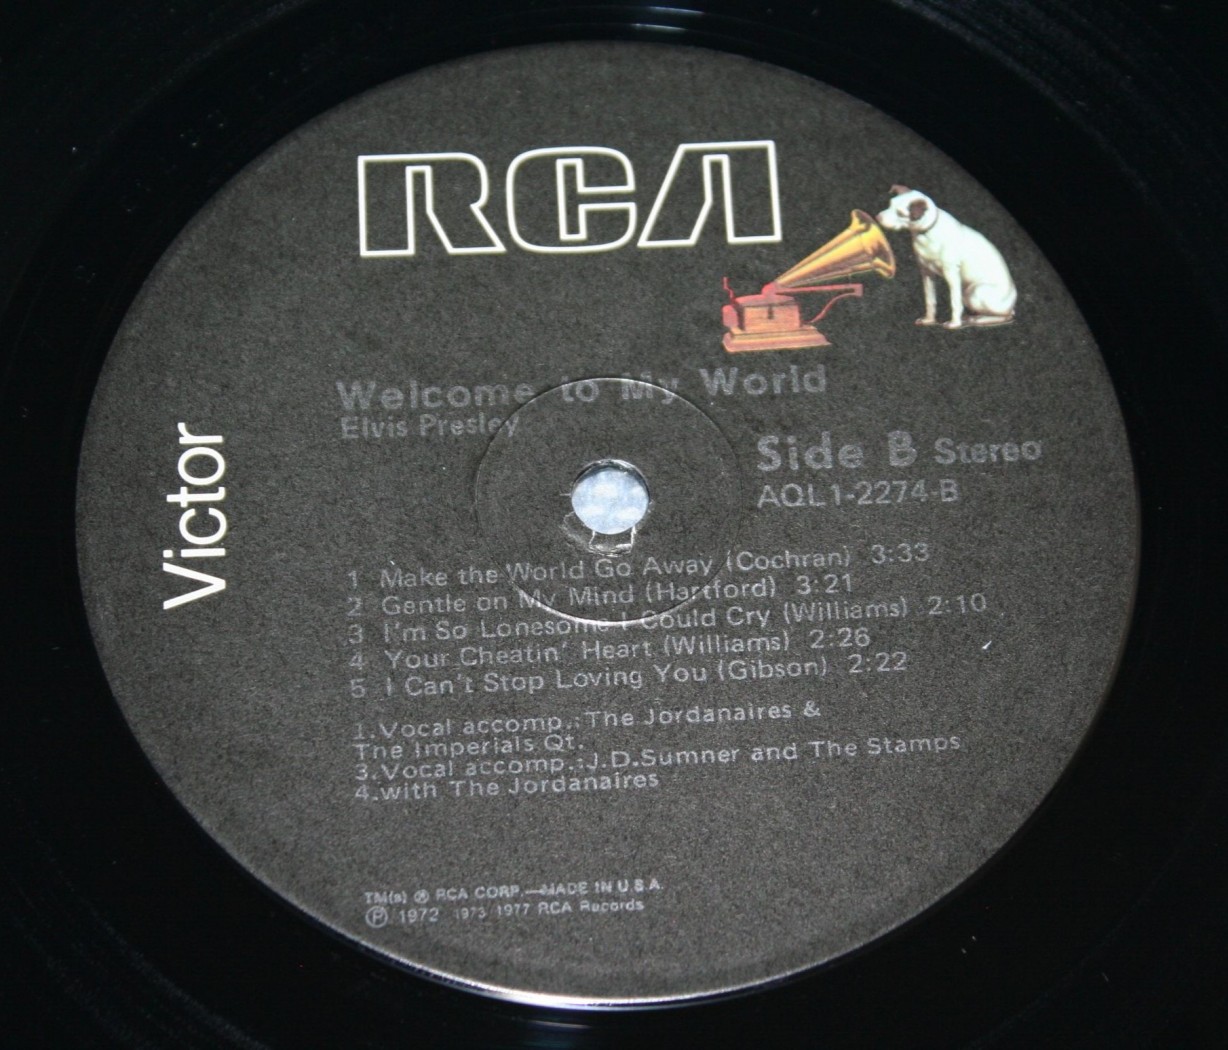 RCA
Victor
Welcome to My World
Elvis Presley
Side B Stereo
AQL1-2274-B
1 Make the World Go Away (Cochran) 3:33
2 Gentle on My Mind (Hartford) 3:21
3 I'm So Lonesome I Could Cry (Williams) 2:10
4 Your Cheatin' Heart (Williams) 2:26
5 I Can't Stop Loving You (Gibson) 2:22
1.Vocal accomp.:The Jordanaires &
The Imperials Qt.
3.Vocal accomp.:J.D.Sumner and The Stamps
4.with The Jordanaires
TM(s) ® RCA CORP.—MADE IN U.S.A.
℗ 1972 1973 1977 RCA Records